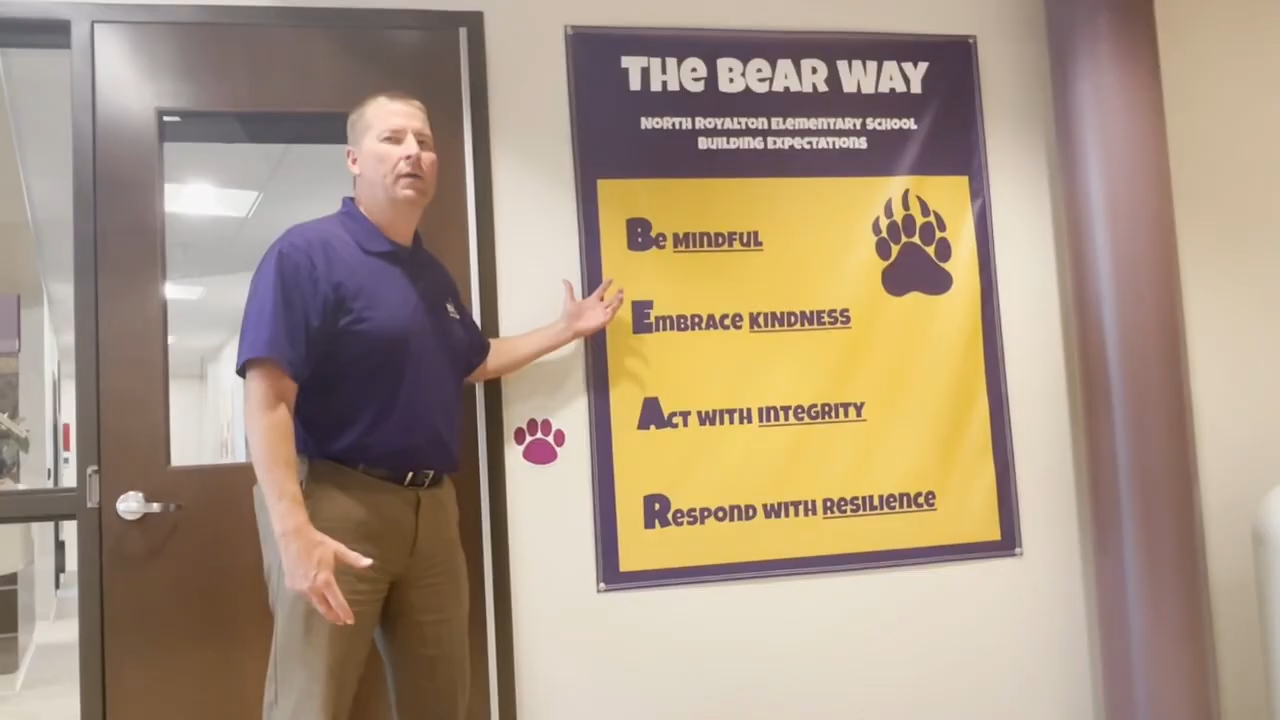 THE BEAR WAY
NORTH ROYALTON ELEMENTARY SCHOOL
BUILDING EXPECTATIONS
BE MINDFUL
EMBRACE KINDNESS
ACT WITH INTEGRITY
RESPOND WITH RESILIENCE